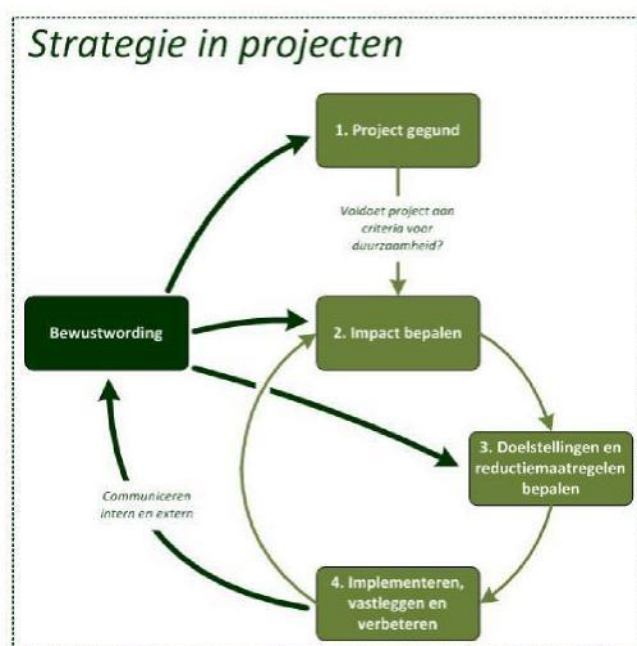 Strategie in projecten
1. Project gegund
Voldoet project aan
criteria voor
duurzaamheid?
Bewustwording
2. Impact bepalen
3. Doelstellingen en
reductiemaatregelen
bepalen
Communiceren
intern en extern
4. Implementeren,
vastleggen en
verbeteren